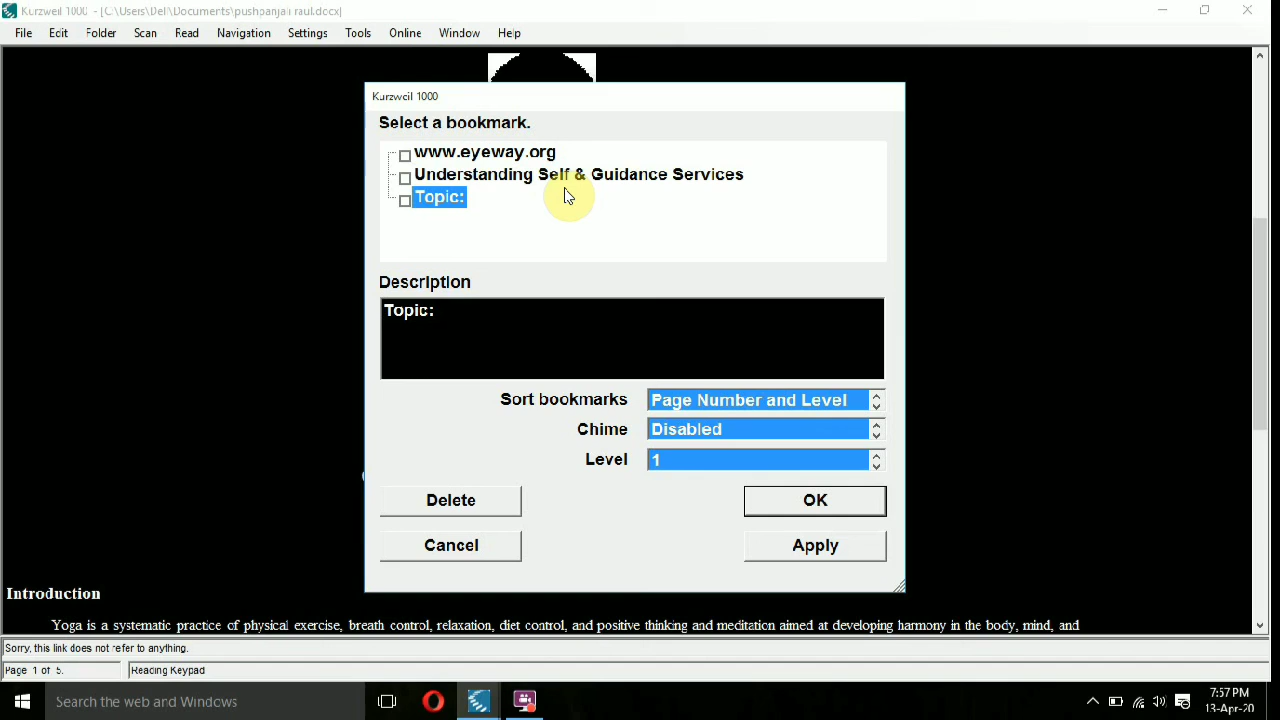 Kurzweil 1000 - [C:\Users\Dell\Documents\pushpanjali raul.docx]
File Edit Folder Scan Read Navigation Settings Tools Online Window Help
Kurzweil 1000
Select a bookmark.
www.eyeway.org
Understanding Self & Guidance Services
Topic:
Description
Topic:
Sort bookmarks Page Number and Level
Chime Disabled
Level 1
Delete OK
Cancel Apply
Introduction
Yoga is a systematic practice of physical exercise, breath control, relaxation, diet control, and positive thinking and meditation aimed at developing harmony in the body, mind, and
Sorry, this link does not refer to anything.
Page 1 of 5. Reading Keypad
Search the web and Windows 7:57 PM
13-Apr-20